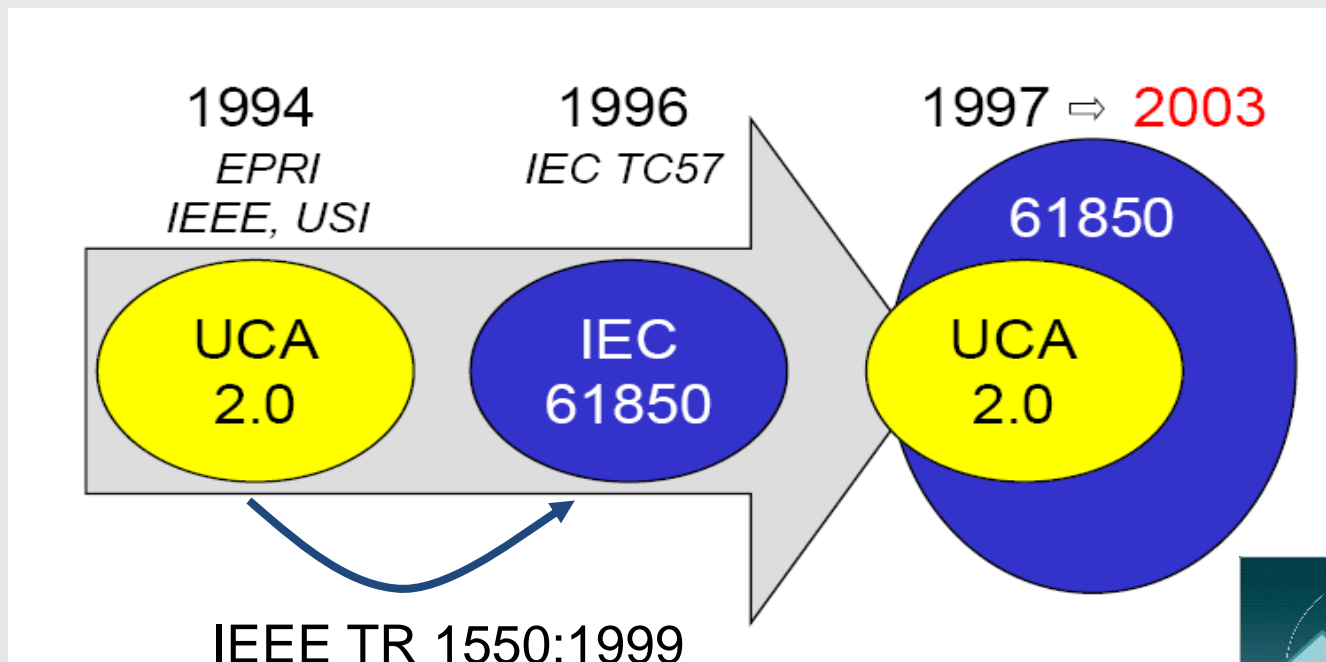 1994
EPRI
IEEE, USI
1996
IEC TC57
1997 ⇨ 2003
UCA
2.0
IEC
61850
61850
UCA
2.0
IEEE TR 1550:1999